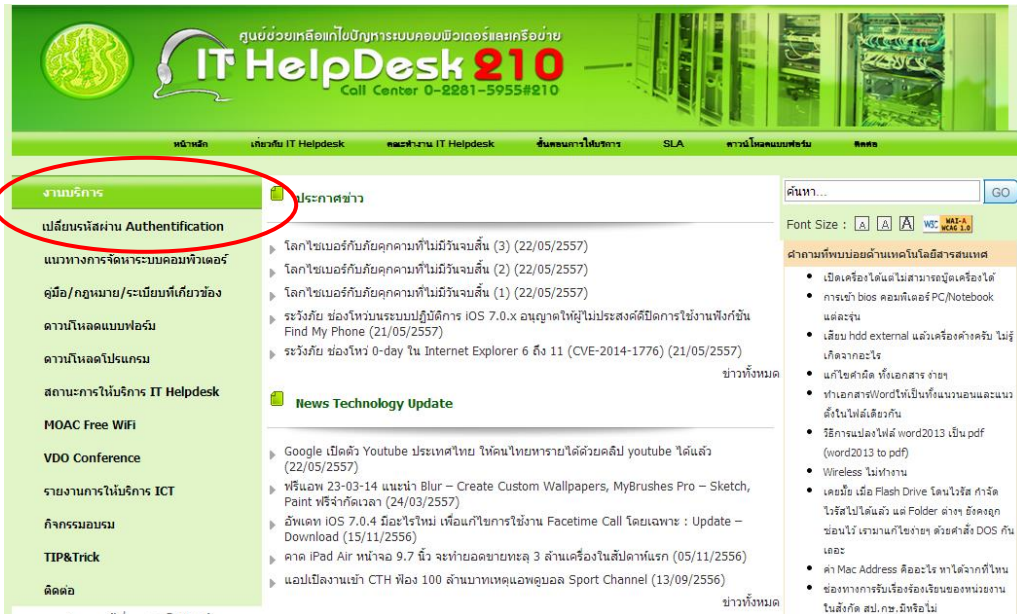 ศูนย์ช่วยเหลือแก้ไขปัญหาระบบคอมพิวเตอร์และเครือข่าย
IT HelpDesk 210
Call Center 0-2281-5955#210
หน้าหลัก เกี่ยวกับ IT Helpdesk คณะทำงาน IT Helpdesk ขั้นตอนการให้บริการ SLA ดาวน์โหลดแบบฟอร์ม ติดต่อ
งานบริการ
เปลี่ยนรหัสผ่าน Authentification
แนวทางการจัดหาระบบคอมพิวเตอร์
คู่มือ/กฎหมาย/ระเบียบที่เกี่ยวข้อง
ดาวน์โหลดแบบฟอร์ม
ดาวน์โหลดโปรแกรม
สถานะการให้บริการ IT Helpdesk
MOAC Free WiFi
VDO Conference
รายงานการให้บริการ ICT
กิจกรรมอบรม
TIP&Trick
ติดต่อ
ประกาศข่าว
โลกไซเบอร์กับภัยคุกคามที่ไม่มีวันจบสิ้น (3) (22/05/2557)
โลกไซเบอร์กับภัยคุกคามที่ไม่มีวันจบสิ้น (2) (22/05/2557)
โลกไซเบอร์กับภัยคุกคามที่ไม่มีวันจบสิ้น (1) (22/05/2557)
ระวังภัย ช่องโหว่บนระบบปฏิบัติการ iOS 7.0.x อนุญาตให้ผู้ไม่ประสงค์ดีปิดการใช้งานฟังก์ชัน
Find My Phone (21/05/2557)
ระวังภัย ช่องโหว่ 0-day ใน Internet Explorer 6 ถึง 11 (CVE-2014-1776) (21/05/2557)
ข่าวทั้งหมด
News Technology Update
Google เปิดตัว Youtube ประเทศไทย ให้คนไทยหารายได้ด้วยคลิป youtube ได้แล้ว
(22/05/2557)
ฟรีแอพ 23-03-14 แนะนำ Blur – Create Custom Wallpapers, MyBrushes Pro – Sketch,
Paint ฟรีจำกัดเวลา (24/03/2557)
อัพเดท iOS 7.0.4 มีอะไรใหม่ เพื่อแก้ไขการใช้งาน Facetime Call โดยเฉพาะ : Update –
Download (15/11/2556)
คาด iPad Air หน้าจอ 9.7 นิ้ว จะทำยอดขายทะลุ 3 ล้านเครื่องในสัปดาห์แรก (05/11/2556)
แอปเปิลงานเข้า CTH ฟ้อง 100 ล้านบาทเหตุแอพดูบอล Sport Channel (13/09/2556)
ข่าวทั้งหมด
ค้นหา... GO
Font Size : A A A W3C WAI-A WCAG 1.0
คำถามที่พบบ่อยด้านเทคโนโลยีสารสนเทศ
เปิดเครื่องได้แต่ไม่สามารถบู๊ตเครื่องได้
การเข้า bios คอมพิเตอร์ PC/Notebook
แต่ละรุ่น
เสียบ hdd external แล้วเครื่องค้างครับ ไม่รู้
เกิดจากอะไร
แก้ไขคำผิด ทั้งเอกสาร ง่ายๆ
ทำเอกสารWordให้เป็นทั้งแนวนอนและแนว
ตั้งในไฟล์เดียวกัน
วิธีการแปลงไฟล์ word2013 เป็น pdf
(word2013 to pdf)
Wireless ไม่ทำงาน
เคยมั้ย เมื่อ Flash Drive โดนไวรัส กำจัด
ไวรัสไปได้แล้ว แต่ Folder ต่างๆ ยังคงถูก
ซ่อนไว้ เรามาแก้ไขง่ายๆ ด้วยคำสั่ง DOS กัน
เถอะ
ค่า Mac Address คืออะไร หาได้จากที่ไหน
ช่องทางการรับเรื่องร้องเรียนของหน่วยงาน
ในสังกัด สป.กษ.มีหรือไม่